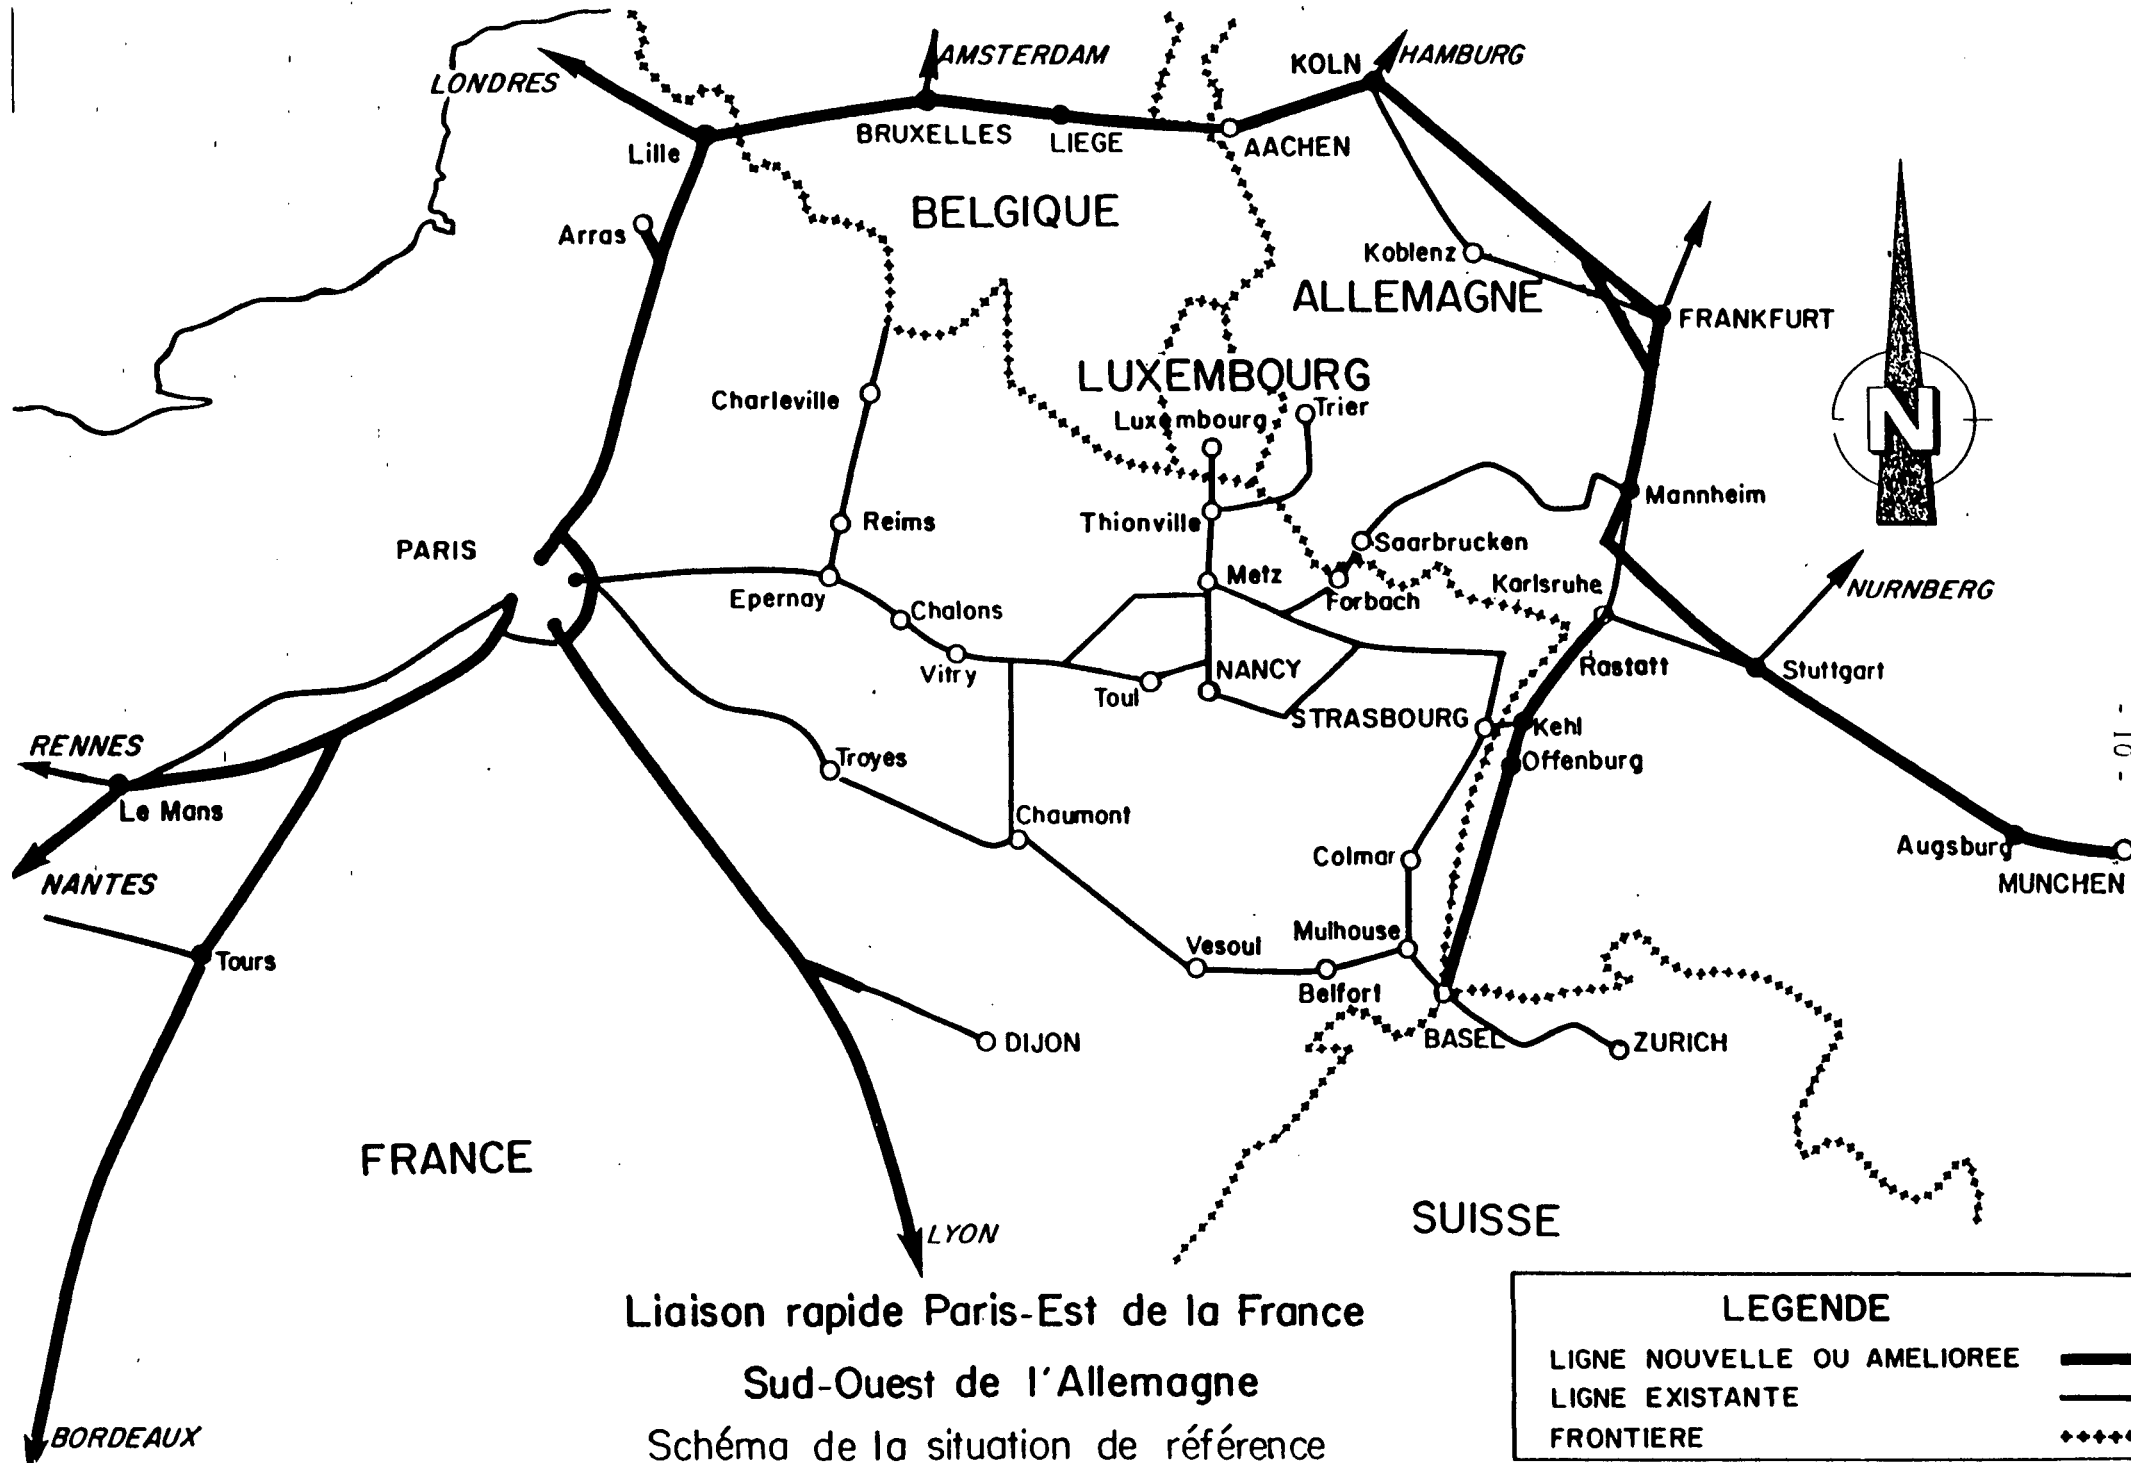 LONDRES
AMSTERDAM
KOLN
HAMBURG
Lille
BRUXELLES
LIEGE
AACHEN
Arras
BELGIQUE
Koblenz
ALLEMAGNE
FRANKFURT
LUXEMBOURG
Charleville
Luxembourg
Trier
N
Reims
Thionville
Mannheim
PARIS
Saarbrucken
Epernay
Chalons
Metz
Forbach
Karlsruhe
NURNBERG
Vitry
Toul
NANCY
Rastatt
Stuttgart
STRASBOURG
Kehl
Offenburg
- 10 -
RENNES
Le Mans
Troyes
Chaumont
Colmar
Augsburg
MUNCHEN
NANTES
Tours
Vesoul
Mulhouse
Belfort
DIJON
BASEL
ZURICH
FRANCE
SUISSE
LYON
BORDEAUX
Liaison rapide Paris-Est de la France
Sud-Ouest de l'Allemagne
Schéma de la situation de référence
LEGENDE
LIGNE NOUVELLE OU AMELIOREE
LIGNE EXISTANTE
FRONTIERE